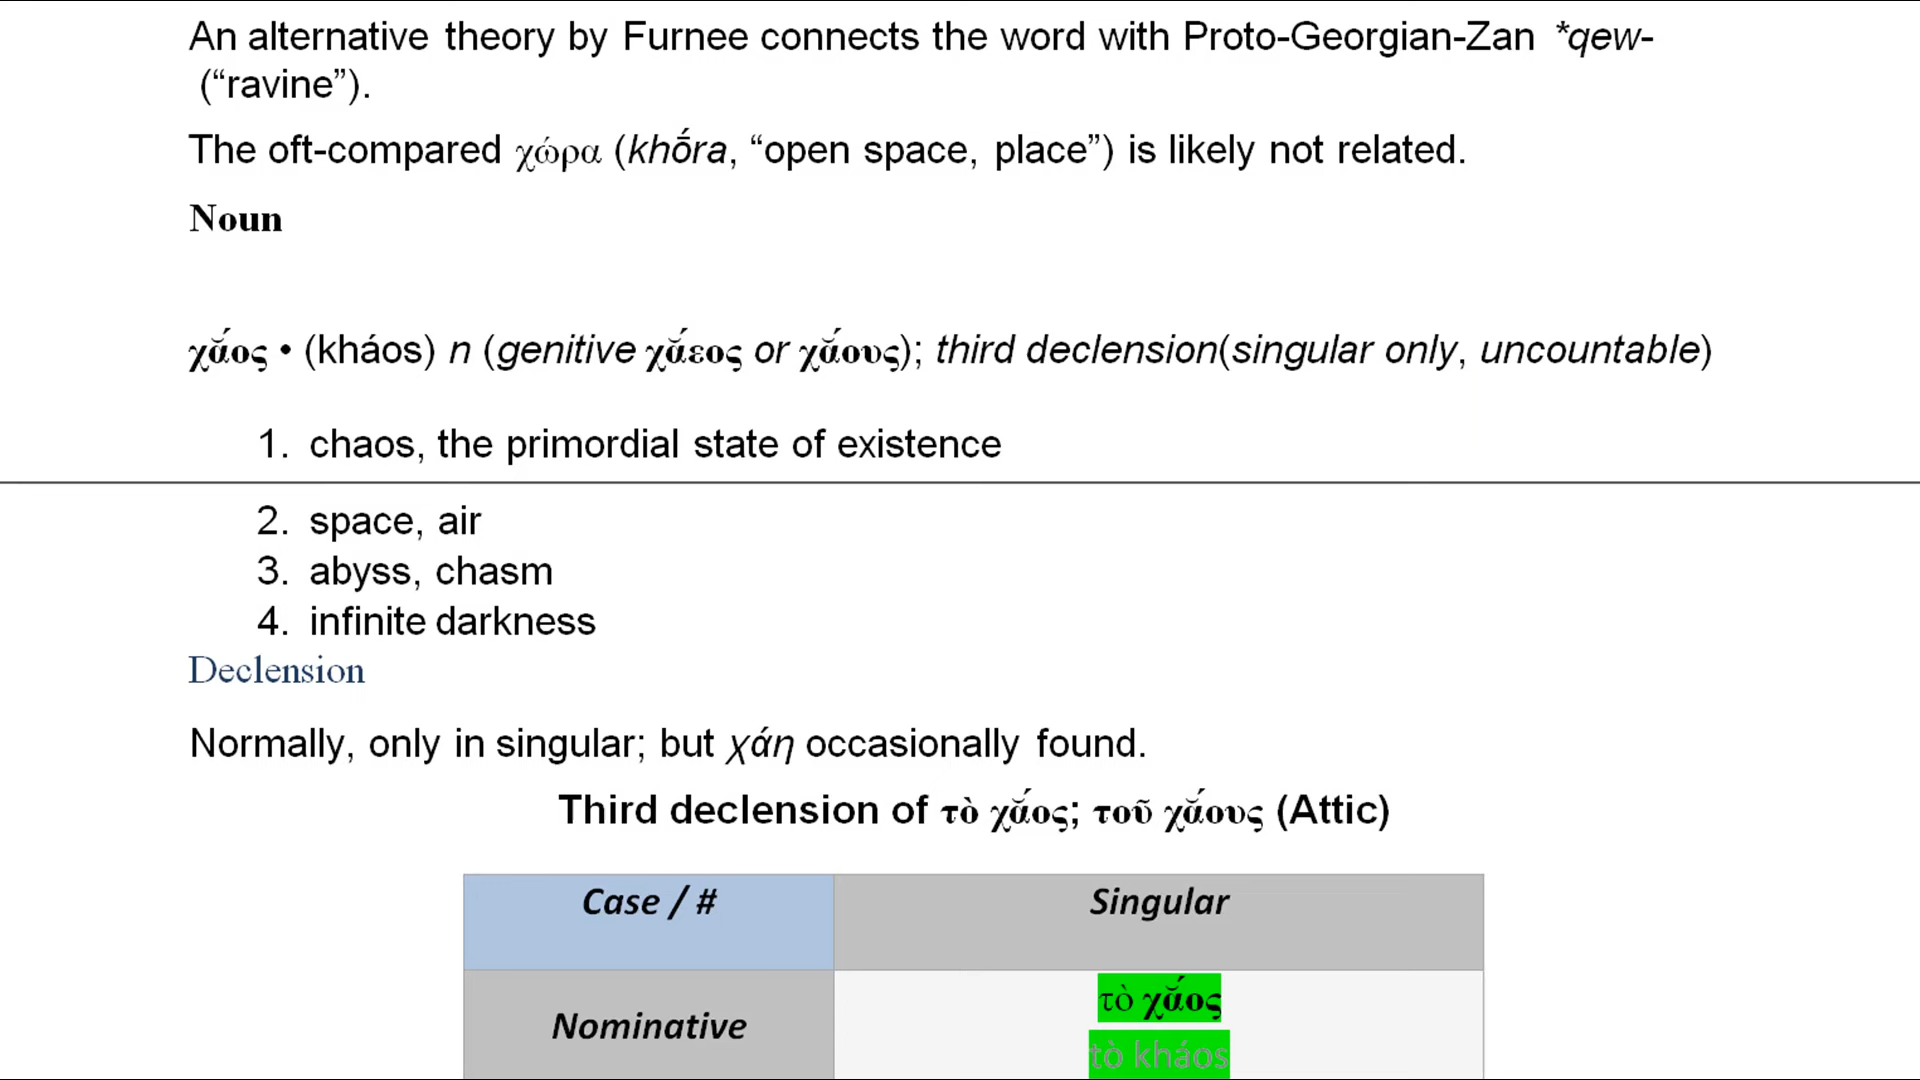 An alternative theory by Furnee connects the word with Proto-Georgian-Zan *qew-
(“ravine”).
The oft-compared χώρα (khṓra, “open space, place”) is likely not related.
Noun
χᾰ́ος • (kháos) n (genitive χᾰ́εος or χᾰ́ους); third declension(singular only, uncountable)
1. chaos, the primordial state of existence
2. space, air
3. abyss, chasm
4. infinite darkness
Declension
Normally, only in singular; but χάη occasionally found.
Third declension of τὸ χᾰ́ος; τοῦ χᾰ́ους (Attic)
Case / # Singular
τὸ χᾰ́ος
Nominative
tò kháos